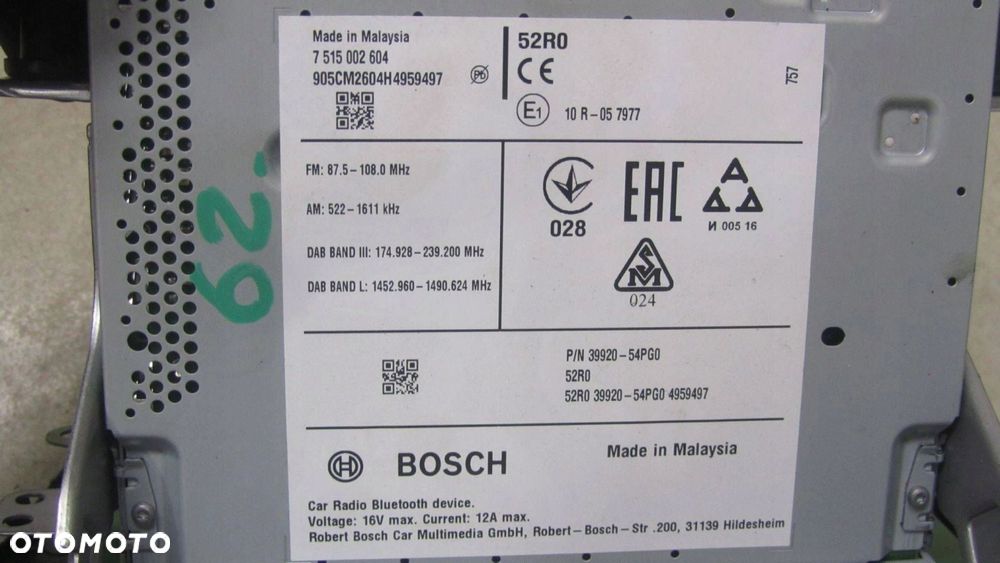 Made in Malaysia
7 515 002 604
905CM2604H4959497
Pb
52R0
CE
E1
10 R-05 7977
757
FM: 87.5-108.0 MHz
AM: 522-1611 kHz
DAB BAND III: 174.928-239.200 MHz
DAB BAND L: 1452.960-1490.624 MHz
028
EAC
И 005 16
SM
024
62.
P/N 39920-54PG0
52R0
52R0 39920-54PG0 4959497
BOSCH
Made in Malaysia
Car Radio Bluetooth device.
Voltage: 16V max. Current: 12A max.
Robert Bosch Car Multimedia GmbH, Robert-Bosch-Str .200, 31139 Hildesheim
OTOMOTO